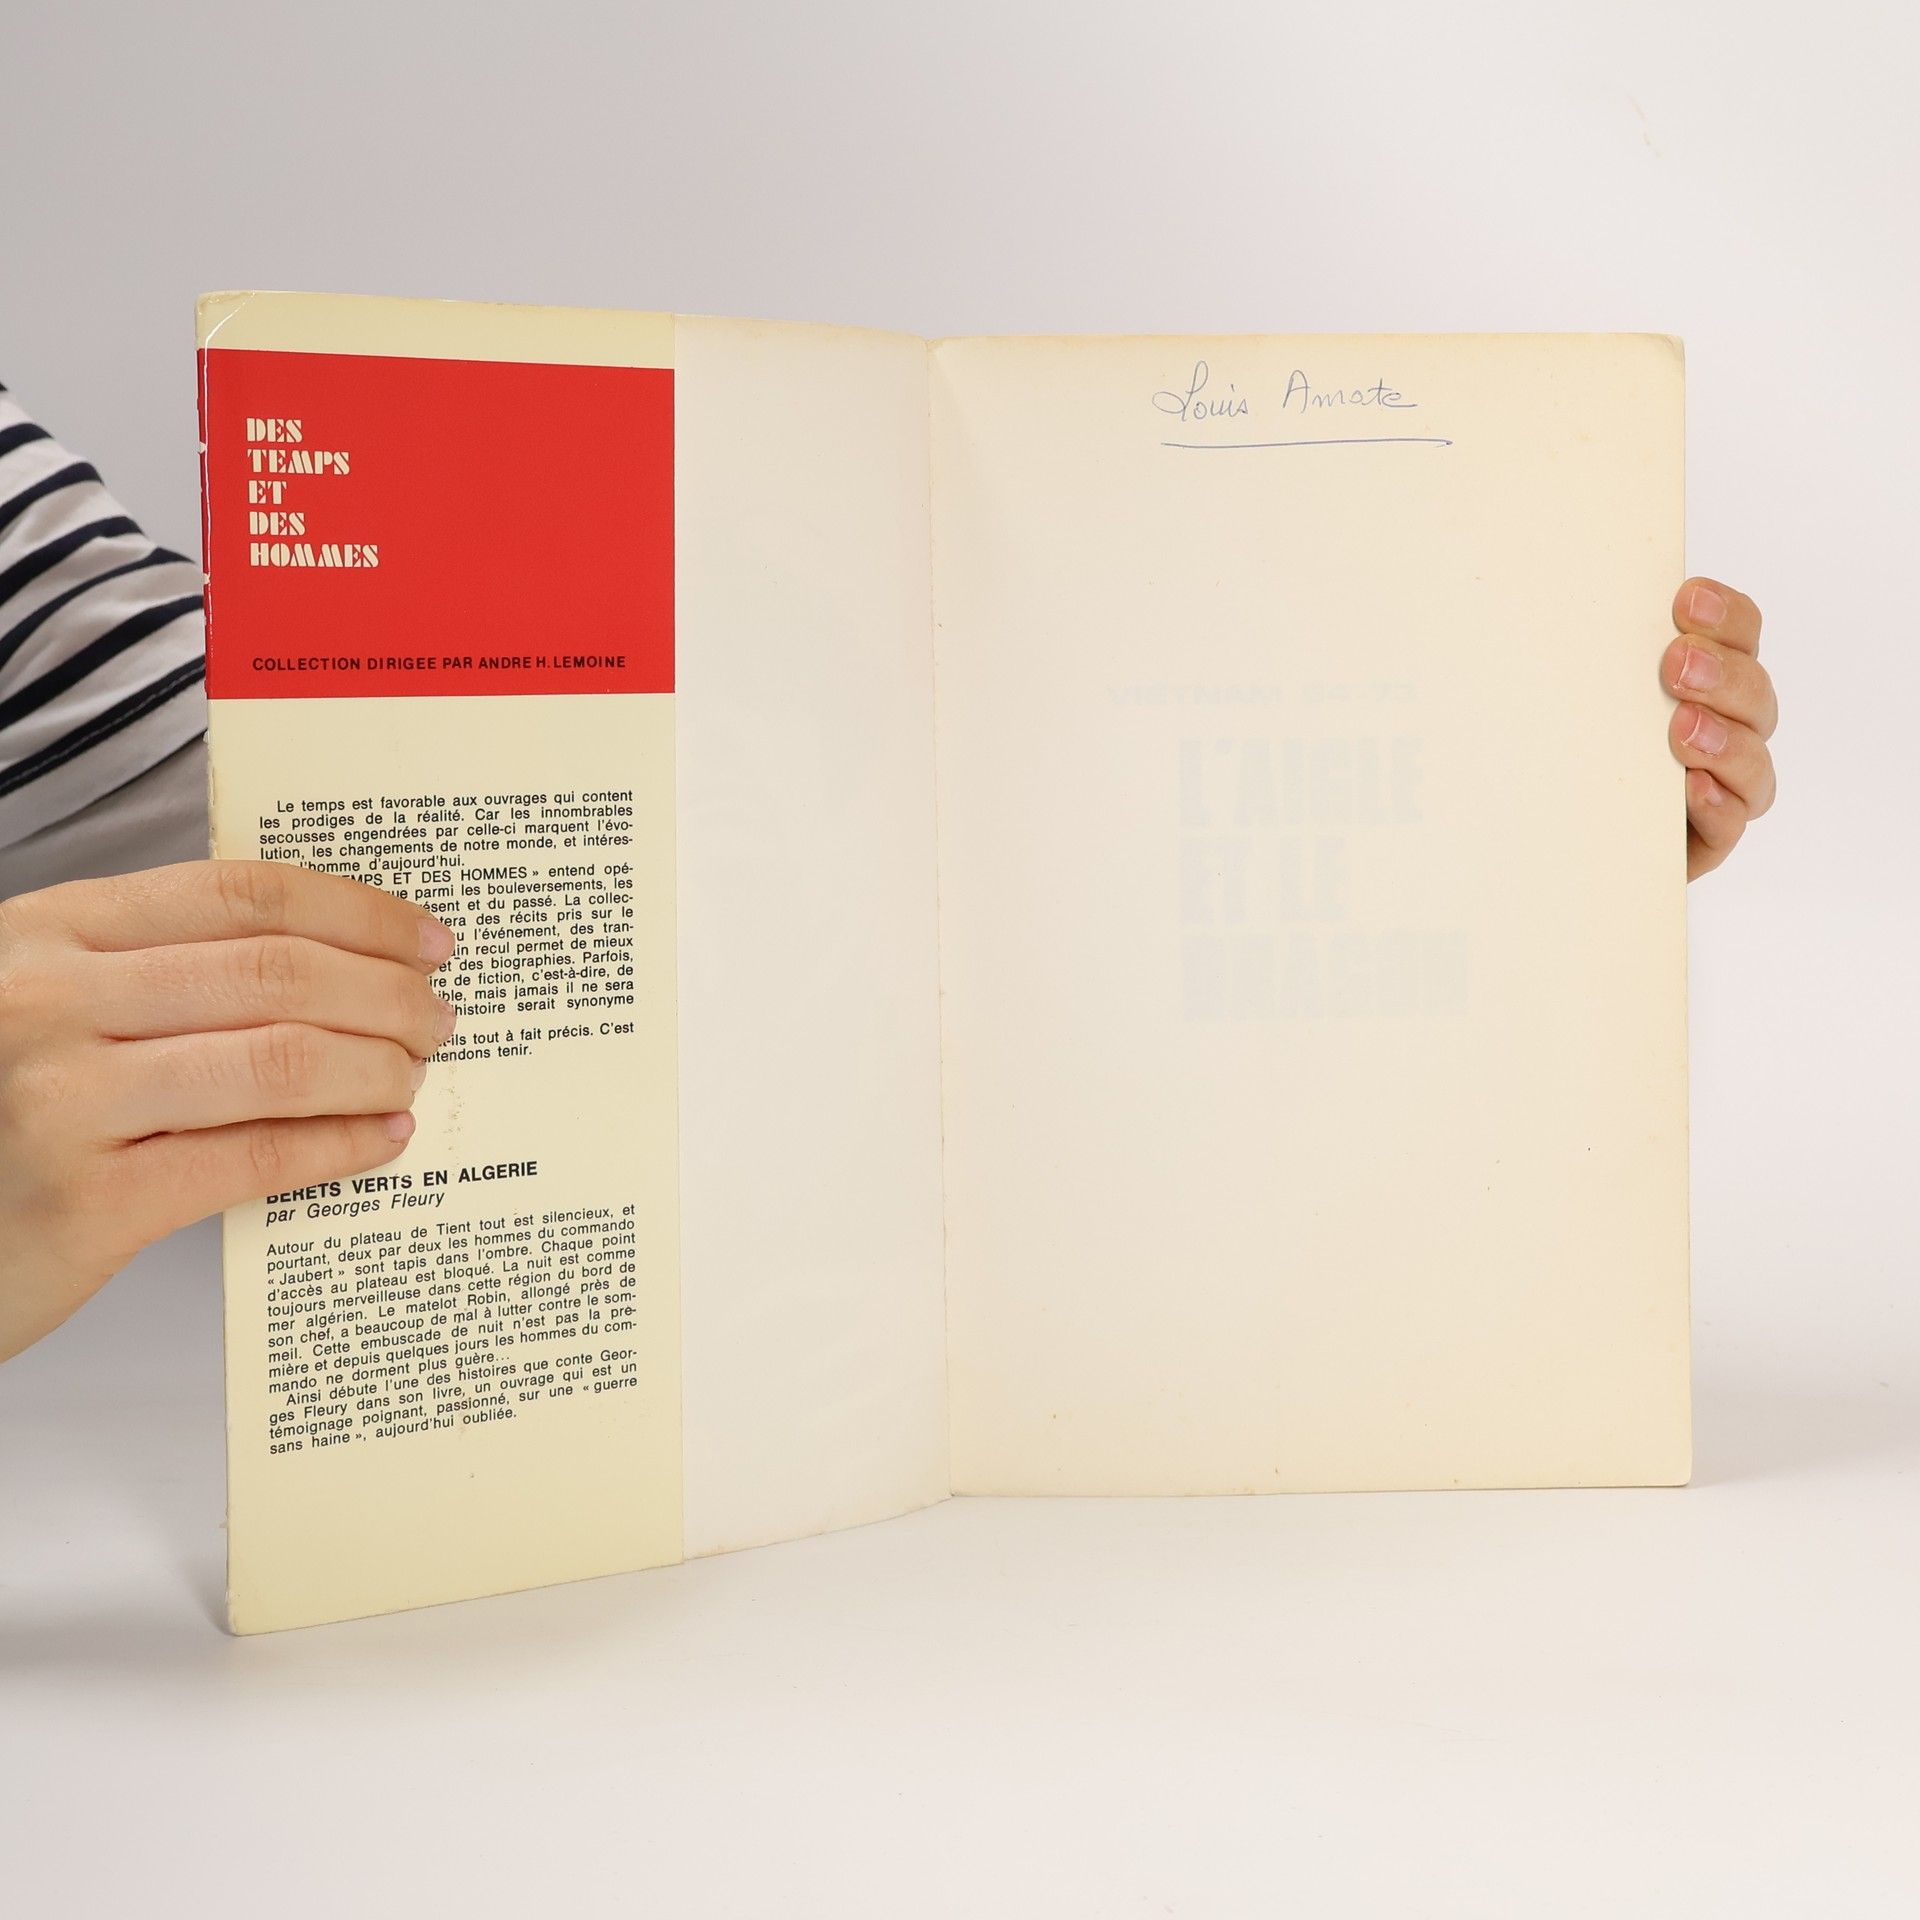 DES
TEMPS
ET
DES
HOMMES
COLLECTION DIRIGEE PAR ANDRE H. LEMOINE
Le temps est favorable aux ouvrages qui content
les prodiges de la réalité. Car les innombrables
secousses engendrées par celle-ci marquent l'évo-
lution, les changements de notre monde, et intéres-
l'homme d'aujourd'hui.
TEMPS ET DES HOMMES » entend opé-
parmi les bouleversements, les
et du passé. La collec-
des récits pris sur le
l'événement, des tran-
recul permet de mieux
et des biographies. Parfois,
de fiction, c'est-à-dire, de
mais jamais il ne sera
histoire serait synonyme
tout à fait précis. C'est
entendons tenir.
BERETS VERTS EN ALGERIE
par Georges Fleury
Autour du plateau de Tient tout est silencieux, et
pourtant, deux par deux les hommes du commando
« Jaubert » sont tapis dans l'ombre. Chaque point
d'accès au plateau est bloqué. La nuit est comme
toujours merveilleuse dans cette région du bord de
mer algérien. Le matelot Robin, allongé près de
son chef, a beaucoup de mal à lutter contre le som-
meil. Cette embuscade de nuit n'est pas la pre-
mière et depuis quelques jours les hommes du com-
mando ne dorment plus guère...
Ainsi débute l'une des histoires que conte Geor-
ges Fleury dans son livre, un ouvrage qui est un
témoignage poignant, passionné, sur une « guerre
sans haine », aujourd'hui oubliée.
Louis Amate